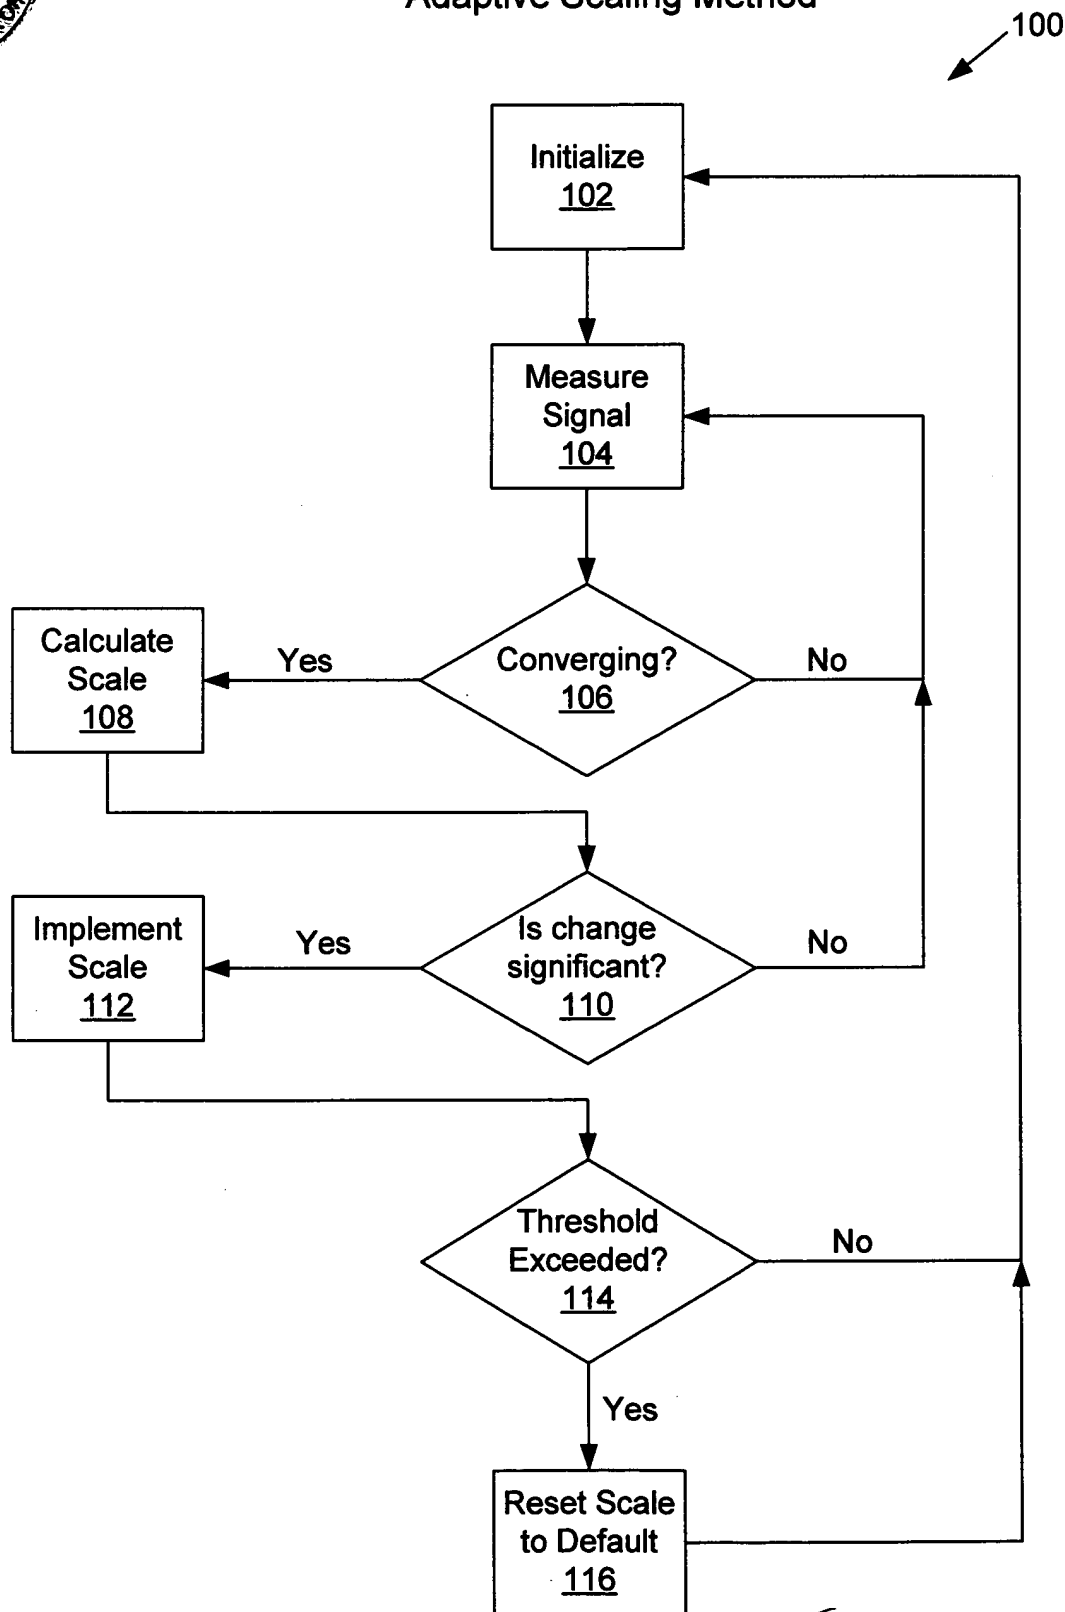 Adaptive Scaling Method
100
Initialize
102
Measure
Signal
104
Converging?
106
Yes
No
Calculate
Scale
108
Is change
significant?
110
Yes
No
Implement
Scale
112
Threshold
Exceeded?
114
No
Yes
Reset Scale
to Default
116